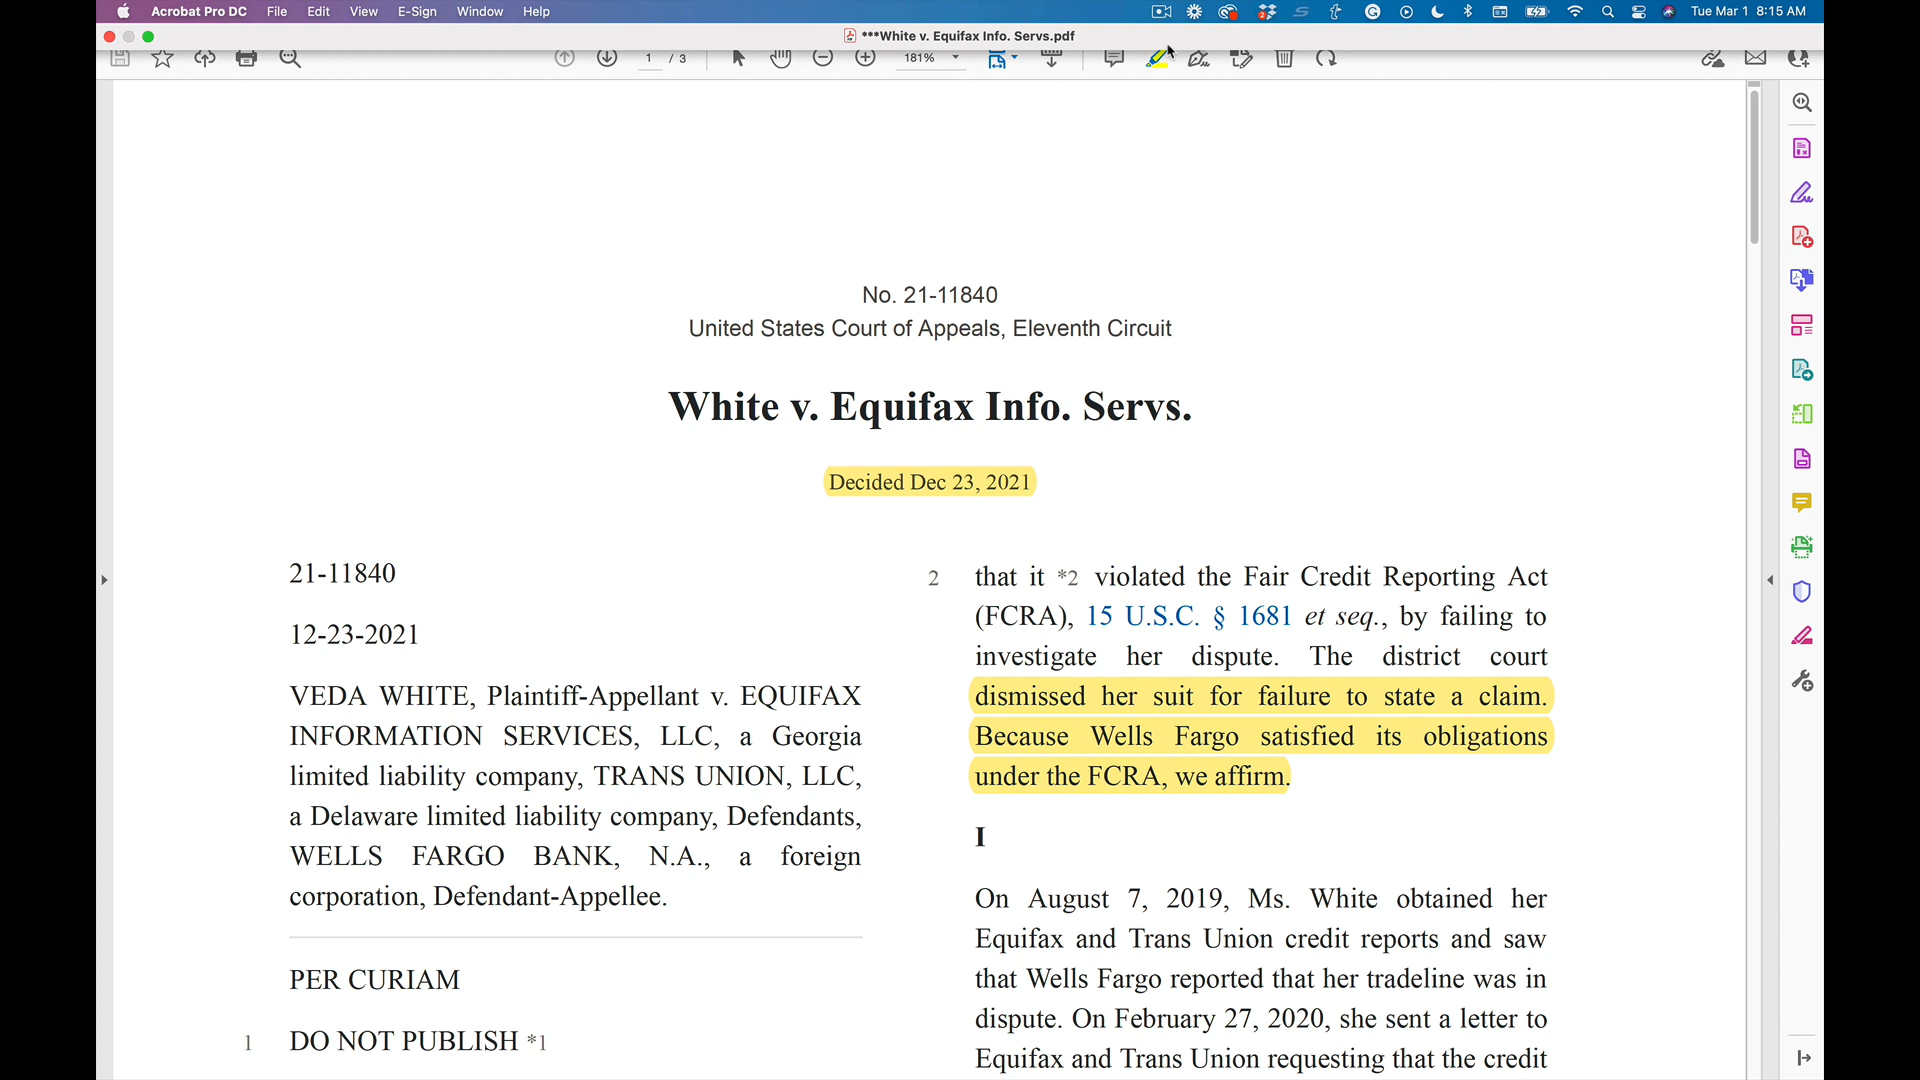 Acrobat Pro DC File Edit View E-Sign Window Help Tue Mar 1 8:15 AM
***White v. Equifax Info. Servs.pdf
1 / 3 181%
No. 21-11840
United States Court of Appeals, Eleventh Circuit
White v. Equifax Info. Servs.
Decided Dec 23, 2021
21-11840
12-23-2021
VEDA WHITE, Plaintiff-Appellant v. EQUIFAX
INFORMATION SERVICES, LLC, a Georgia
limited liability company, TRANS UNION, LLC,
a Delaware limited liability company, Defendants,
WELLS FARGO BANK, N.A., a foreign
corporation, Defendant-Appellee.
PER CURIAM
1 DO NOT PUBLISH *1
2 that it *2 violated the Fair Credit Reporting Act
(FCRA), 15 U.S.C. § 1681 et seq., by failing to
investigate her dispute. The district court
dismissed her suit for failure to state a claim.
Because Wells Fargo satisfied its obligations
under the FCRA, we affirm.
I
On August 7, 2019, Ms. White obtained her
Equifax and Trans Union credit reports and saw
that Wells Fargo reported that her tradeline was in
dispute. On February 27, 2020, she sent a letter to
Equifax and Trans Union requesting that the credit